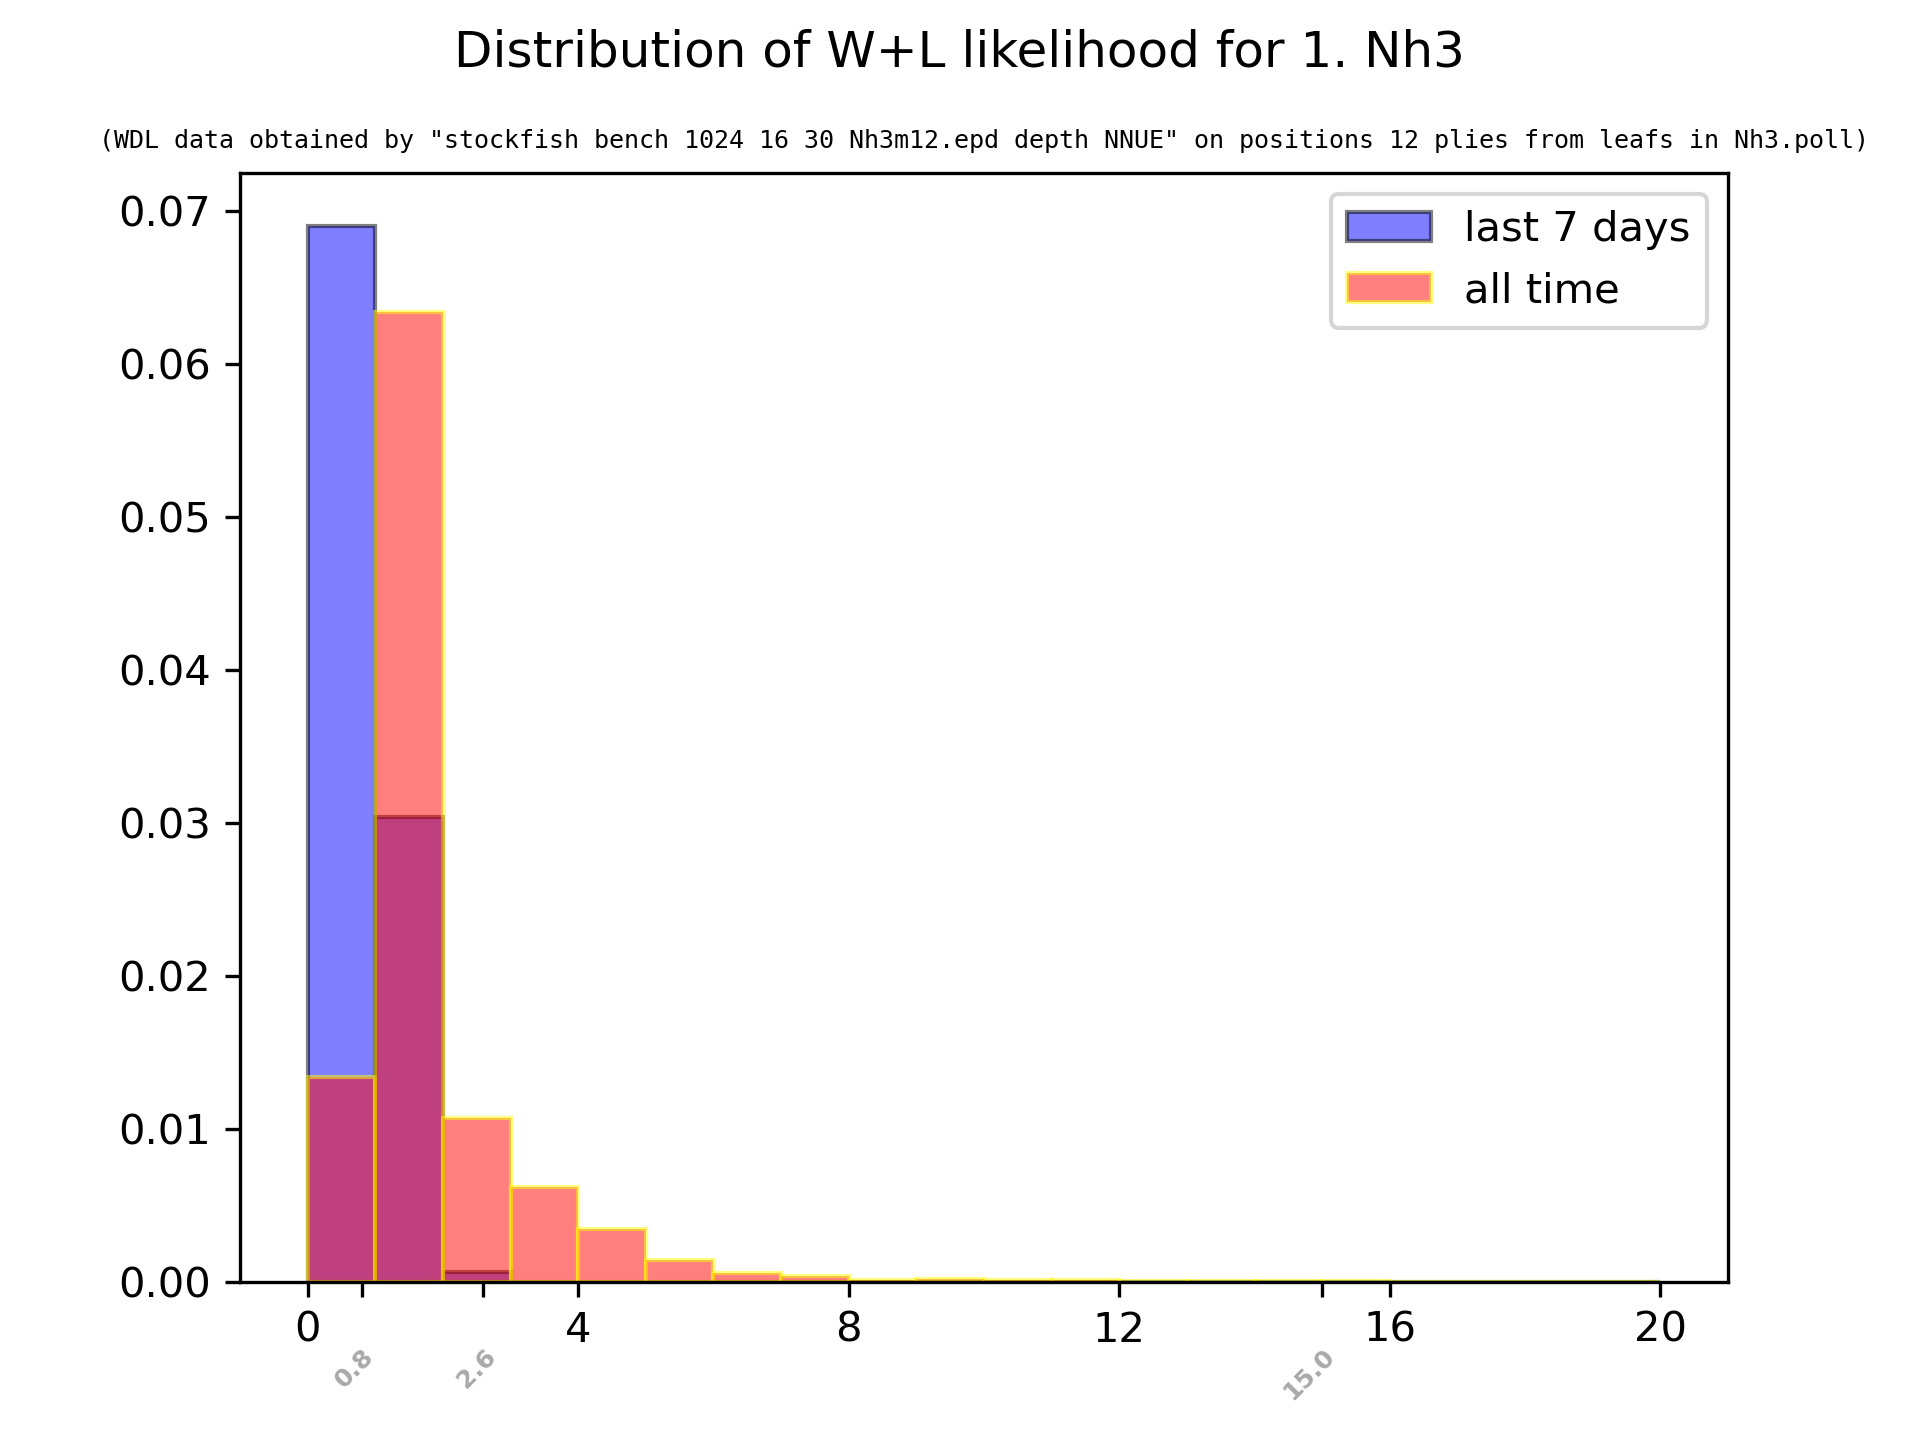 Distribution of W+L likelihood for 1. Nh3
(WDL data obtained by "stockfish bench 1024 16 30 Nh3m12.epd depth NNUE" on positions 12 plies from leafs in Nh3.poll)
last 7 days
all time
0.07
0.06
0.05
0.04
0.03
0.02
0.01
0.00
0 4 8 12 16 20
0.8 2.6 15.0